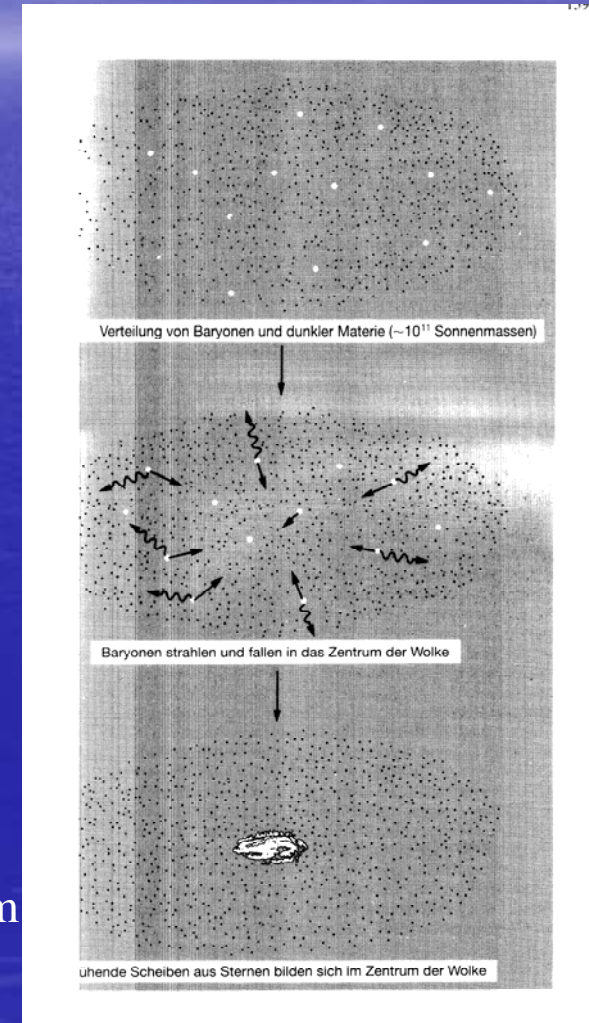 Verteilung von Baryonen und dunkler Materie (~10¹¹ Sonnenmassen)
Baryonen strahlen und fallen in das Zentrum der Wolke
m
ühende Scheiben aus Sternen bilden sich im Zentrum der Wolke